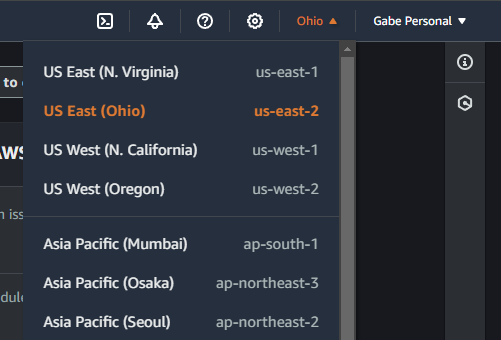 Ohio ▲ Gabe Personal ▼
to
US East (N. Virginia) us-east-1
US East (Ohio) us-east-2
AWS
US West (N. California) us-west-1
US West (Oregon) us-west-2
iss
Asia Pacific (Mumbai) ap-south-1
Asia Pacific (Osaka) ap-northeast-3
dule
Asia Pacific (Seoul) ap-northeast-2